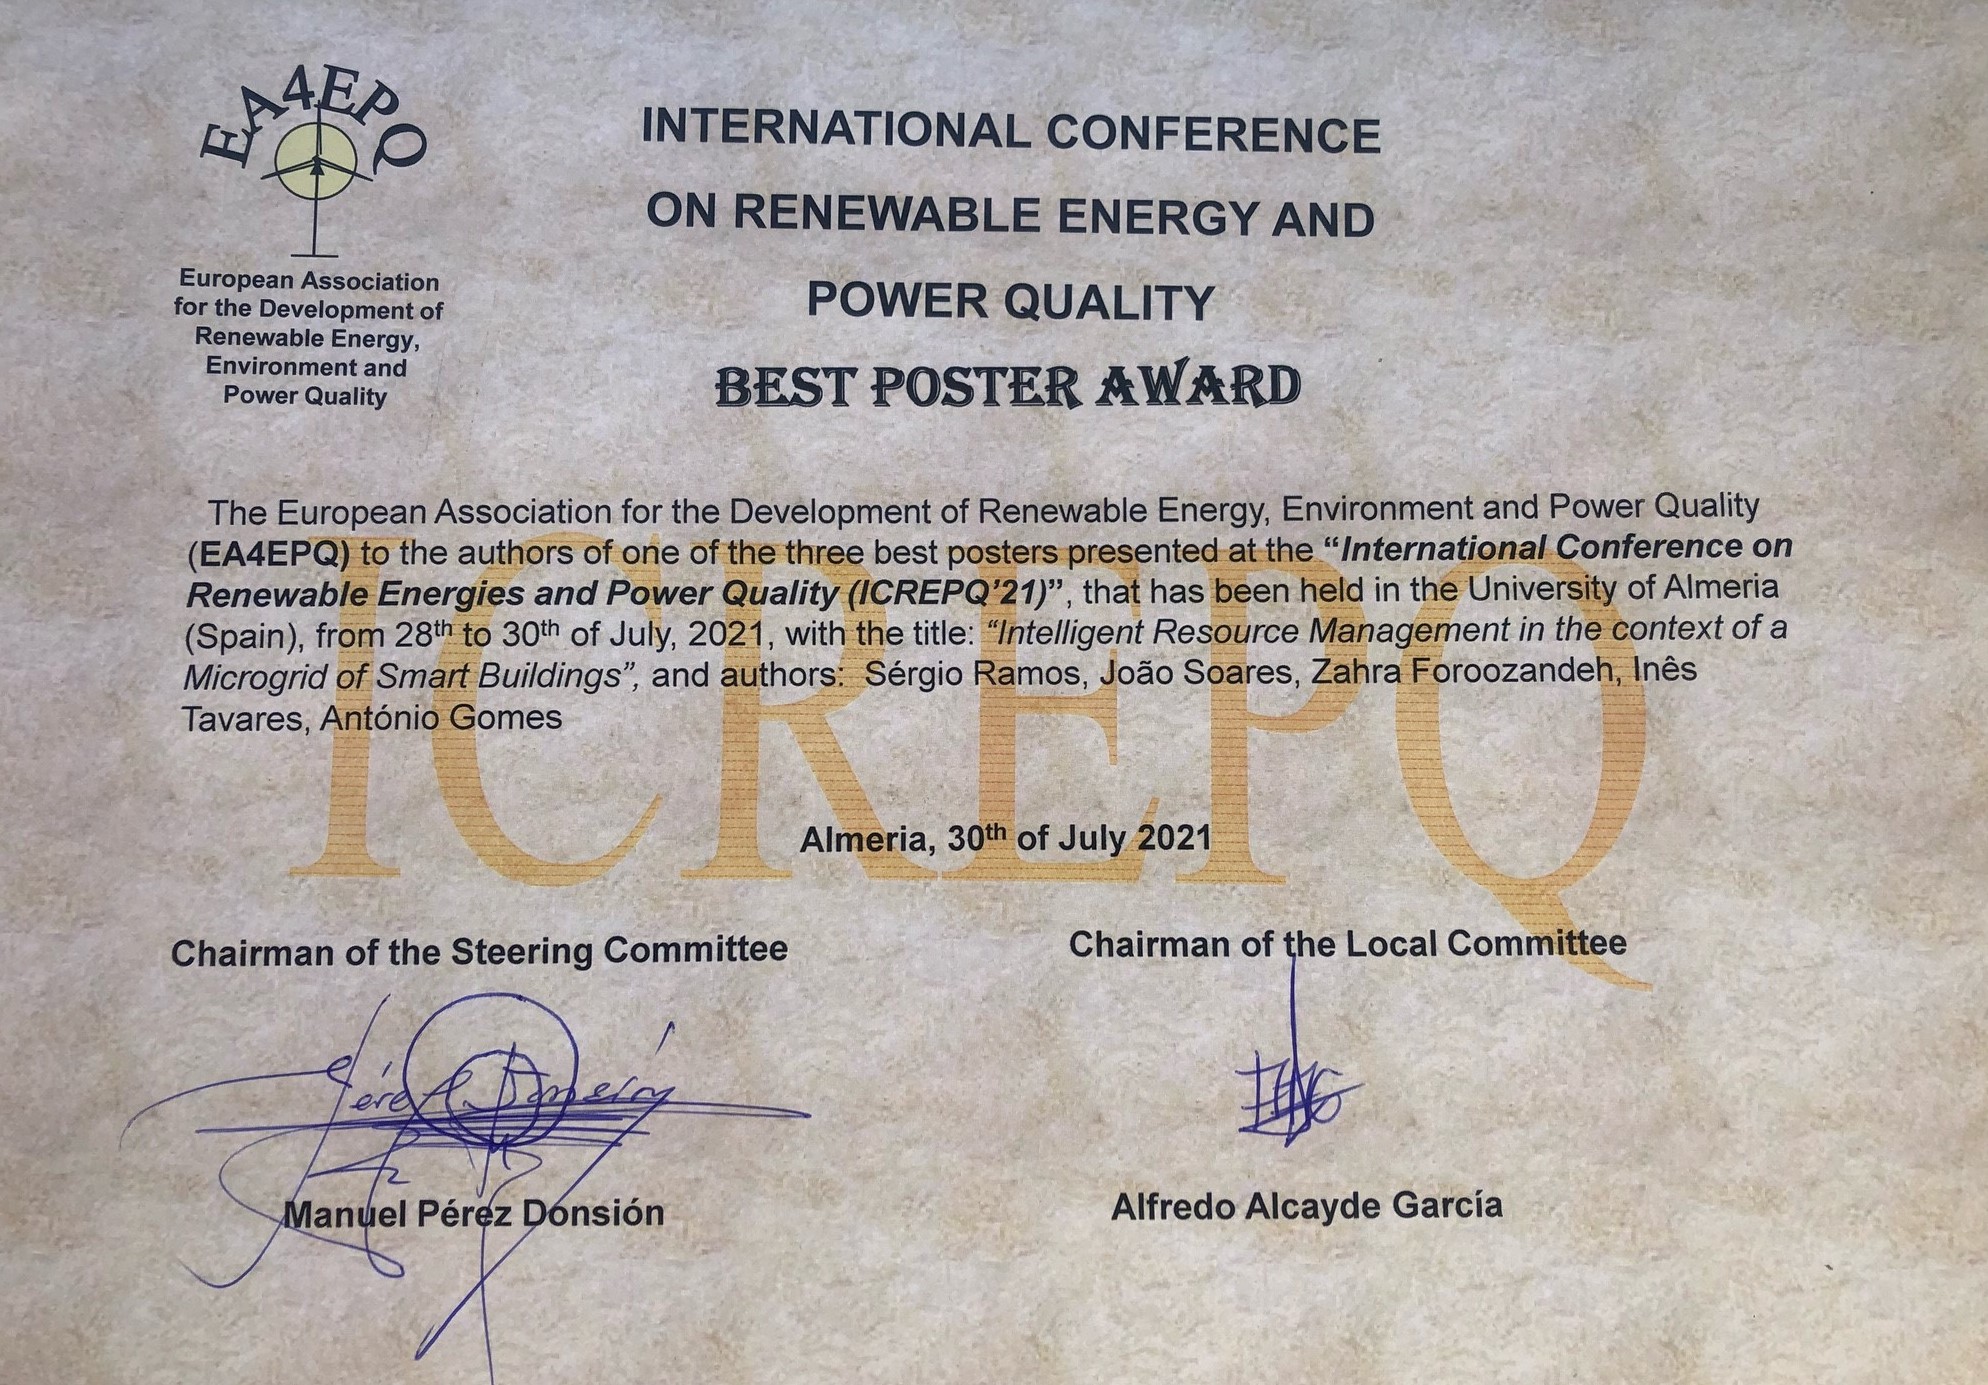 EA4EPQ
European Association
for the Development of
Renewable Energy,
Environment and
Power Quality
INTERNATIONAL CONFERENCE
ON RENEWABLE ENERGY AND
POWER QUALITY
BEST POSTER AWARD
The European Association for the Development of Renewable Energy, Environment and Power Quality
(EA4EPQ) to the authors of one of the three best posters presented at the “International Conference on
Renewable Energies and Power Quality (ICREPQ’21)”, that has been held in the University of Almeria
(Spain), from 28th to 30th of July, 2021, with the title: “Intelligent Resource Management in the context of a
Microgrid of Smart Buildings”, and authors: Sérgio Ramos, João Soares, Zahra Foroozandeh, Inês
Tavares, António Gomes
ICREPQ
Almeria, 30th of July 2021
Chairman of the Steering Committee
Chairman of the Local Committee
Manuel Pérez Donsión
Alfredo Alcayde García